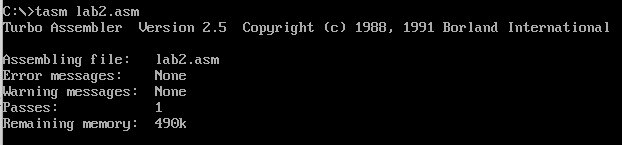 C:\>tasm lab2.asm
Turbo Assembler  Version 2.5  Copyright (c) 1988, 1991 Borland International
Assembling file:   lab2.asm
Error messages:    None
Warning messages:  None
Passes:            1
Remaining memory:  490k